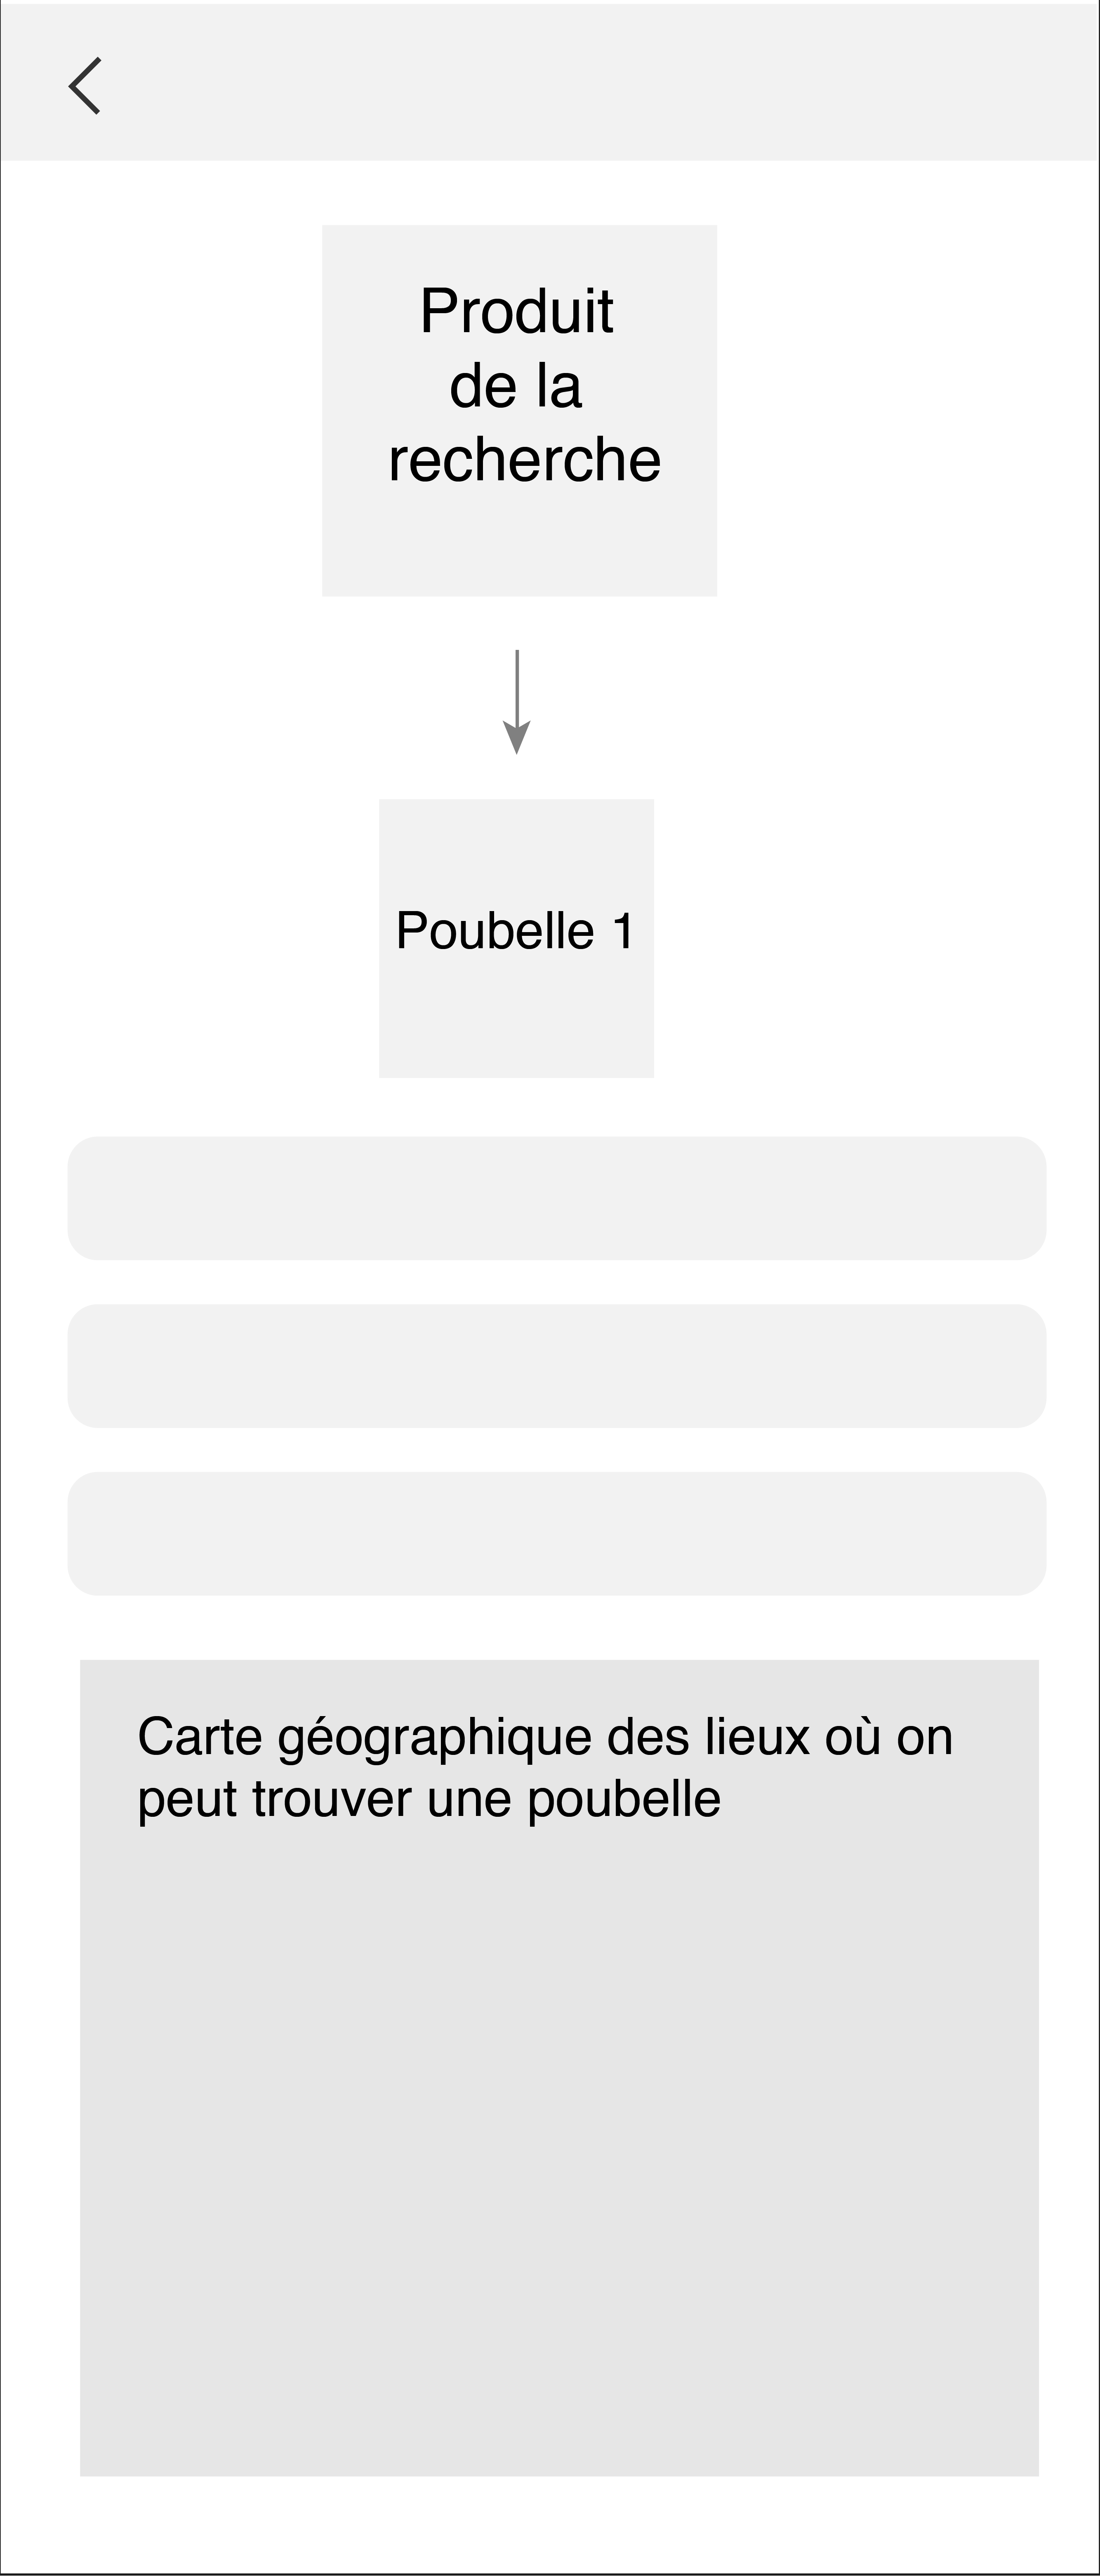 Produit
de la
recherche
Poubelle 1
Carte géographique des lieux où on
peut trouver une poubelle